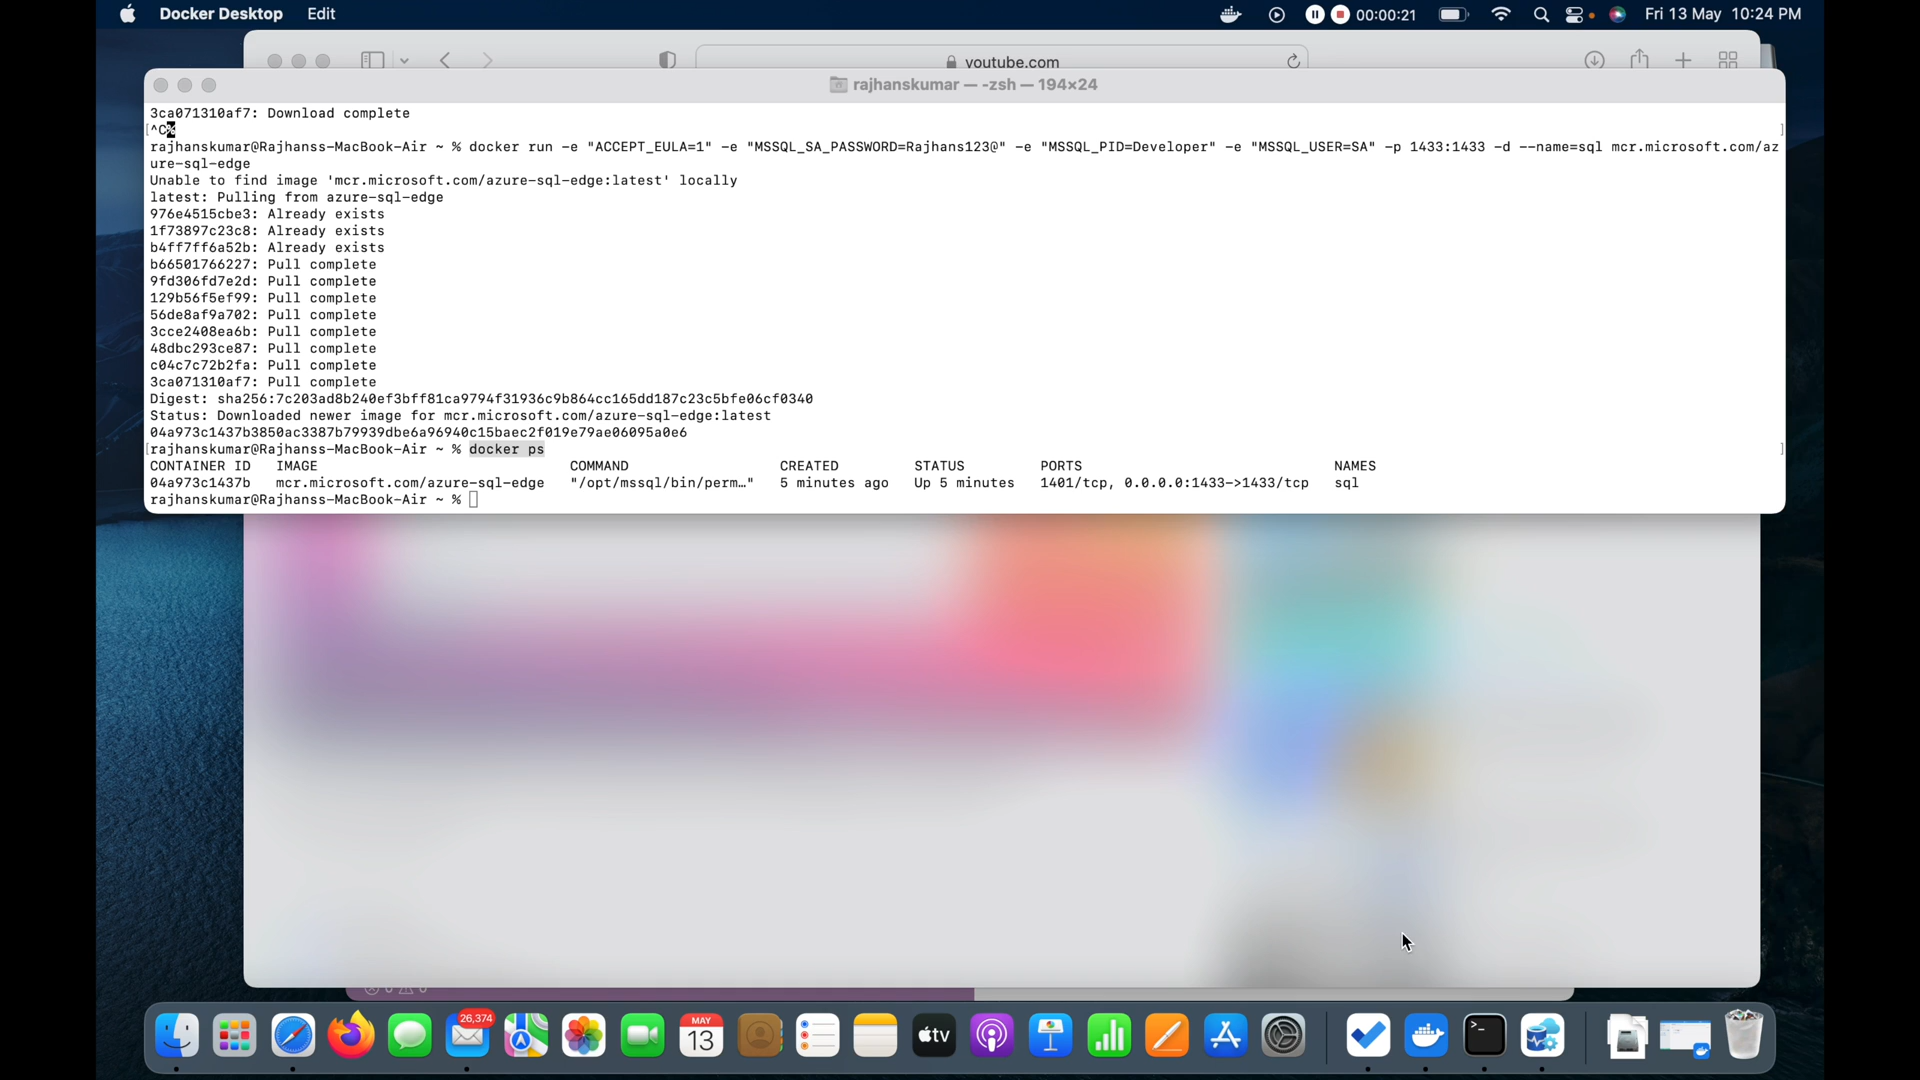 Docker Desktop Edit 00:00:21 Fri 13 May 10:24 PM
youtube.com
rajhanskumar — -zsh — 194×24
3ca071310af7: Download complete
[^C% ]
rajhanskumar@Rajhanss-MacBook-Air ~ % docker run -e "ACCEPT_EULA=1" -e "MSSQL_SA_PASSWORD=Rajhans123@" -e "MSSQL_PID=Developer" -e "MSSQL_USER=SA" -p 1433:1433 -d --name=sql mcr.microsoft.com/az
ure-sql-edge
Unable to find image 'mcr.microsoft.com/azure-sql-edge:latest' locally
latest: Pulling from azure-sql-edge
976e4515cbe3: Already exists
1f73897c23c8: Already exists
b4ff7ff6a52b: Already exists
b66501766227: Pull complete
9fd306fd7e2d: Pull complete
129b56f5ef99: Pull complete
56de8af9a702: Pull complete
3cce2408ea6b: Pull complete
48dbc293ce87: Pull complete
c04c7c72b2fa: Pull complete
3ca071310af7: Pull complete
Digest: sha256:7c203ad8b240ef3bff81ca9794f31936c9b864cc165dd187c23c5bfe06cf0340
Status: Downloaded newer image for mcr.microsoft.com/azure-sql-edge:latest
04a973c1437b3850ac3387b79939dbe6a96940c15baec2f019e79ae06095a0e6
[rajhanskumar@Rajhanss-MacBook-Air ~ % docker ps ]
CONTAINER ID IMAGE COMMAND CREATED STATUS PORTS NAMES
04a973c1437b mcr.microsoft.com/azure-sql-edge "/opt/mssql/bin/perm…" 5 minutes ago Up 5 minutes 1401/tcp, 0.0.0.0:1433->1433/tcp sql
rajhanskumar@Rajhanss-MacBook-Air ~ %
26,374
MAY
13
tv